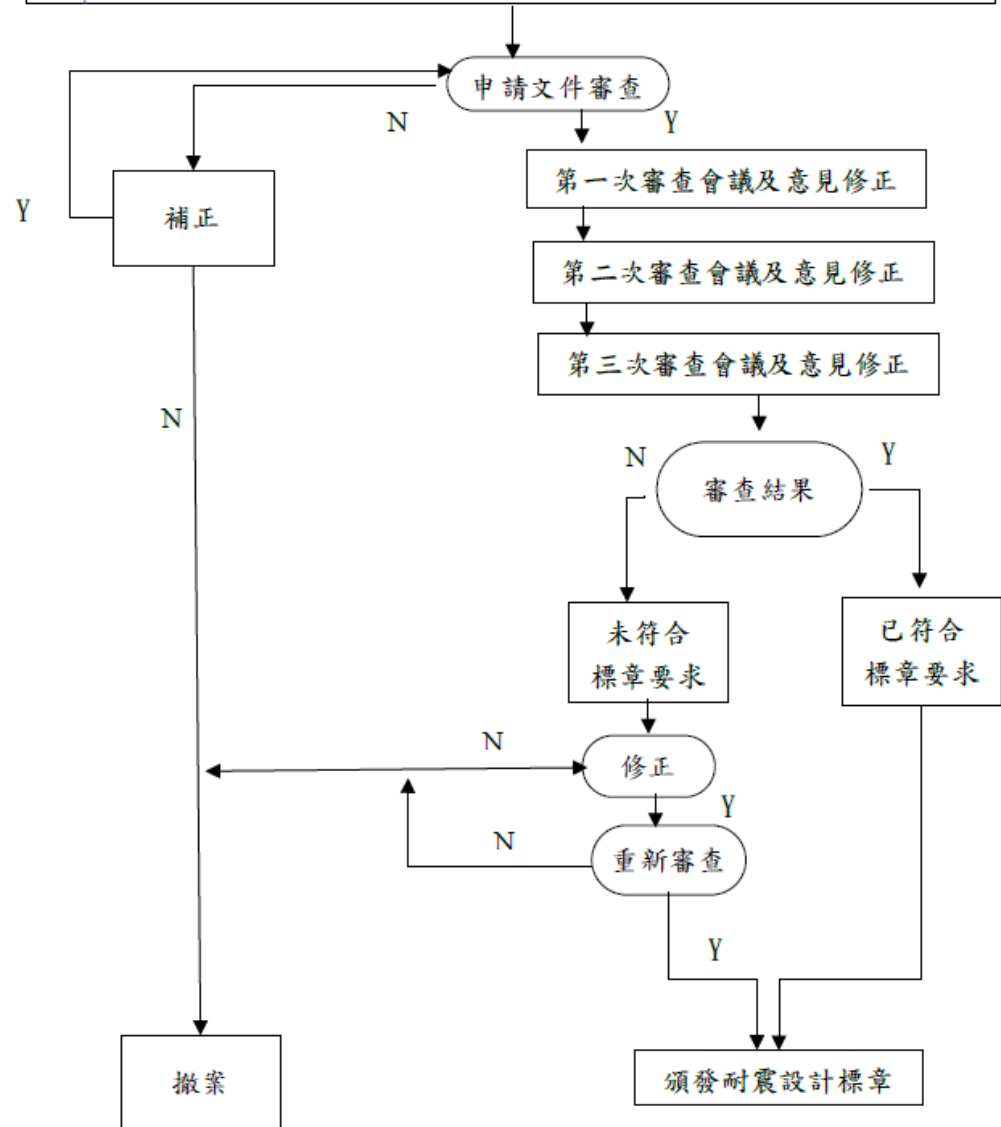 申請文件審查
N
Y
第一次審查會議及意見修正
補正
Y
第二次審查會議及意見修正
第三次審查會議及意見修正
N
N
Y
審查結果
未符合
標章要求
已符合
標章要求
N
修正
Y
N
重新審查
Y
撤案
頒發耐震設計標章